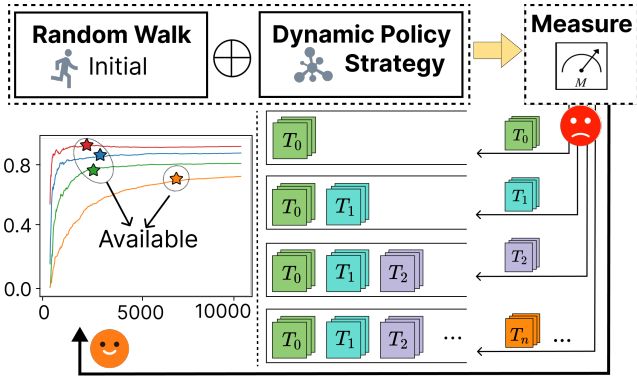 Random Walk
Initial
Dynamic Policy
Strategy
Measure
M
T0
T0
T0 T1
T1
T0 T1 T2
T2
T0 T1 T2 ...
Tn ...
0.8
0.4
0.0
Available
0 5000 10000